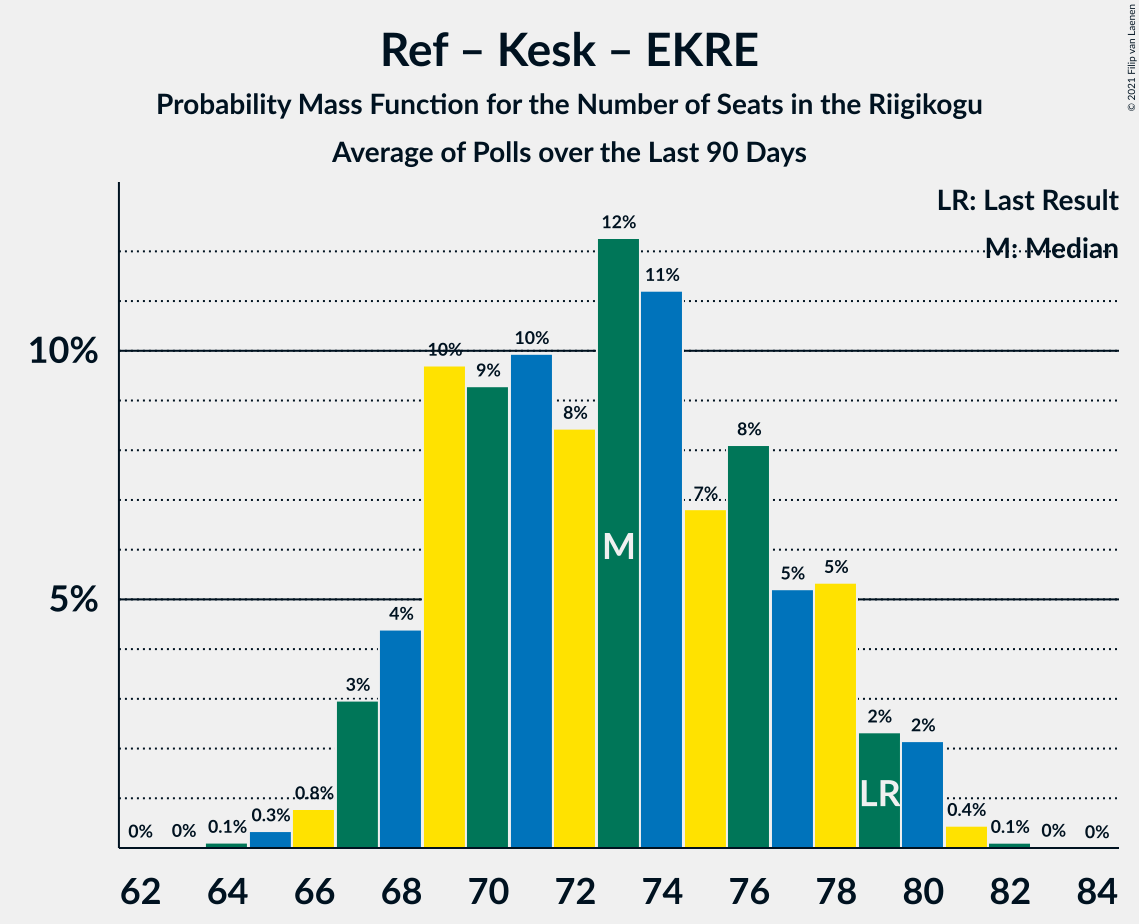 Ref – Kesk – EKRE
Probability Mass Function for the Number of Seats in the Riigikogu
Average of Polls over the Last 90 Days
© 2021 Filip van Laenen
LR: Last Result
M: Median
10%
5%
0%
0%
0.1%
0.3%
0.8%
3%
4%
10%
9%
10%
8%
12%
11%
7%
8%
5%
5%
2%
2%
0.4%
0.1%
0%
0%
M
LR
62 64 66 68 70 72 74 76 78 80 82 84